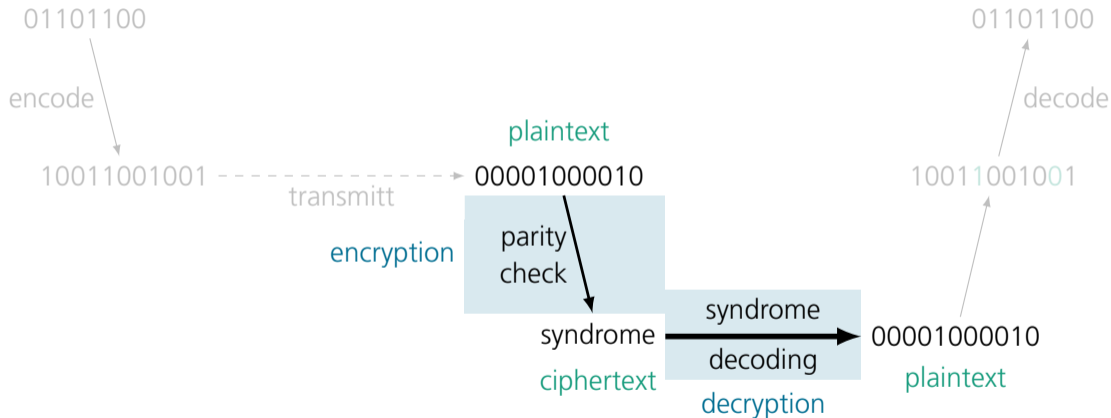 01101100
01101100
encode
decode
plaintext
10011001001
00001000010
10011001001
transmitt
parity
encryption
check
syndrome
syndrome
00001000010
decoding
ciphertext
plaintext
decryption